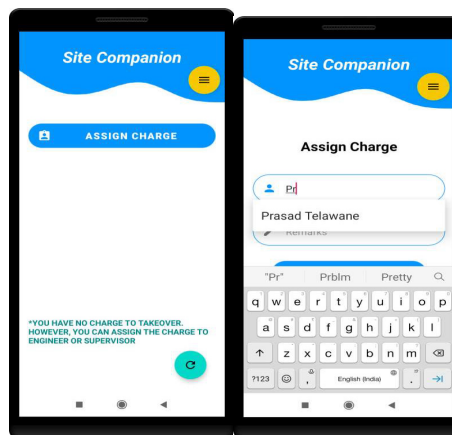 Site Companion
ASSIGN CHARGE
*YOU HAVE NO CHARGE TO TAKEOVER.
HOWEVER, YOU CAN ASSIGN THE CHARGE TO
ENGINEER OR SUPERVISOR
Site Companion
Assign Charge
Pr
Prasad Telawane
Remarks
"Pr" Prblm Pretty
q w e r t y u i o p
a s d f g h j k l
z x c v b n m
?123 , English (India) .